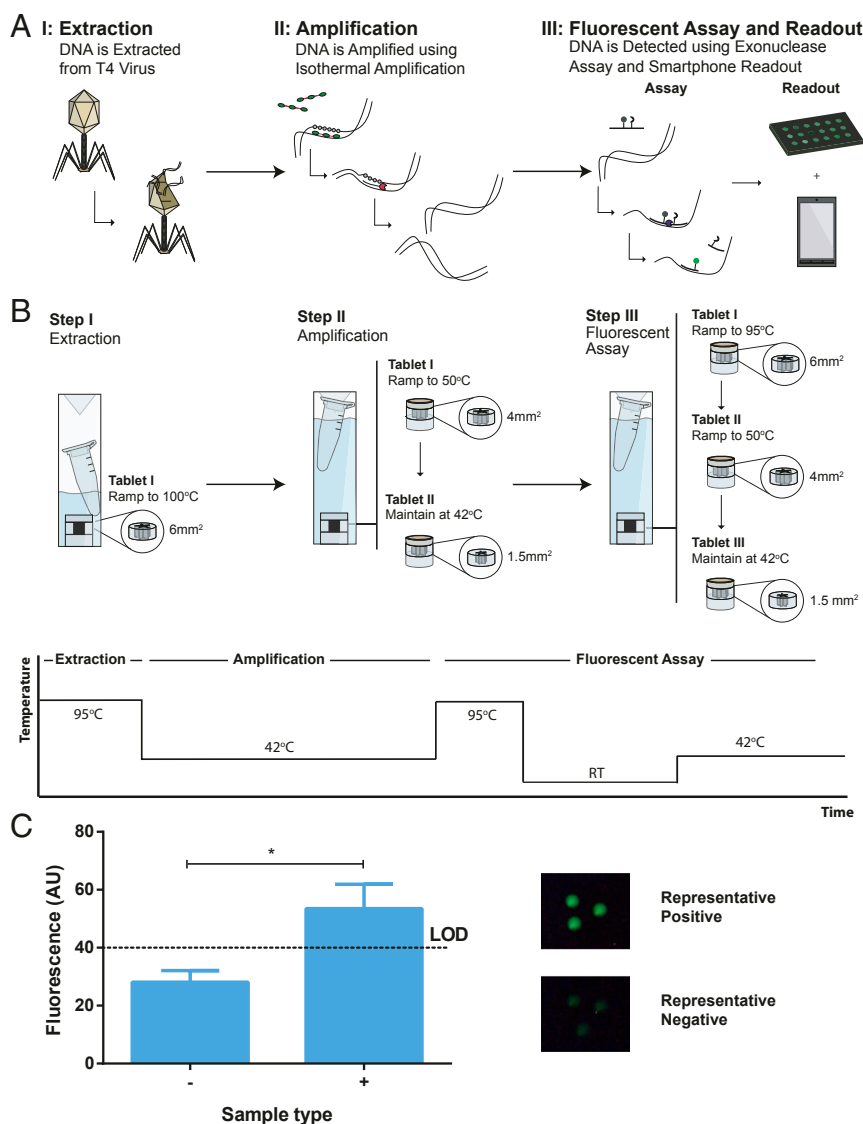 A
I: Extraction
DNA is Extracted
from T4 Virus
II: Amplification
DNA is Amplified using
Isothermal Amplification
III: Fluorescent Assay and Readout
DNA is Detected using Exonuclease
Assay and Smartphone Readout
Assay
Readout
+
B
Step I
Extraction
Tablet I
Ramp to 100°C
6mm²
Step II
Amplification
Tablet I
Ramp to 50°C
4mm²
Tablet II
Maintain at 42°C
1.5mm²
Step III
Fluorescent
Assay
Tablet I
Ramp to 95°C
6mm²
Tablet II
Ramp to 50°C
4mm²
Tablet III
Maintain at 42°C
1.5 mm²
Temperature
Extraction
Amplification
Fluorescent Assay
95°C
42°C
95°C
RT
42°C
Time
C
Fluorescence (AU)
80
60
40
20
0
*
LOD
-
+
Sample type
Representative
Positive
Representative
Negative